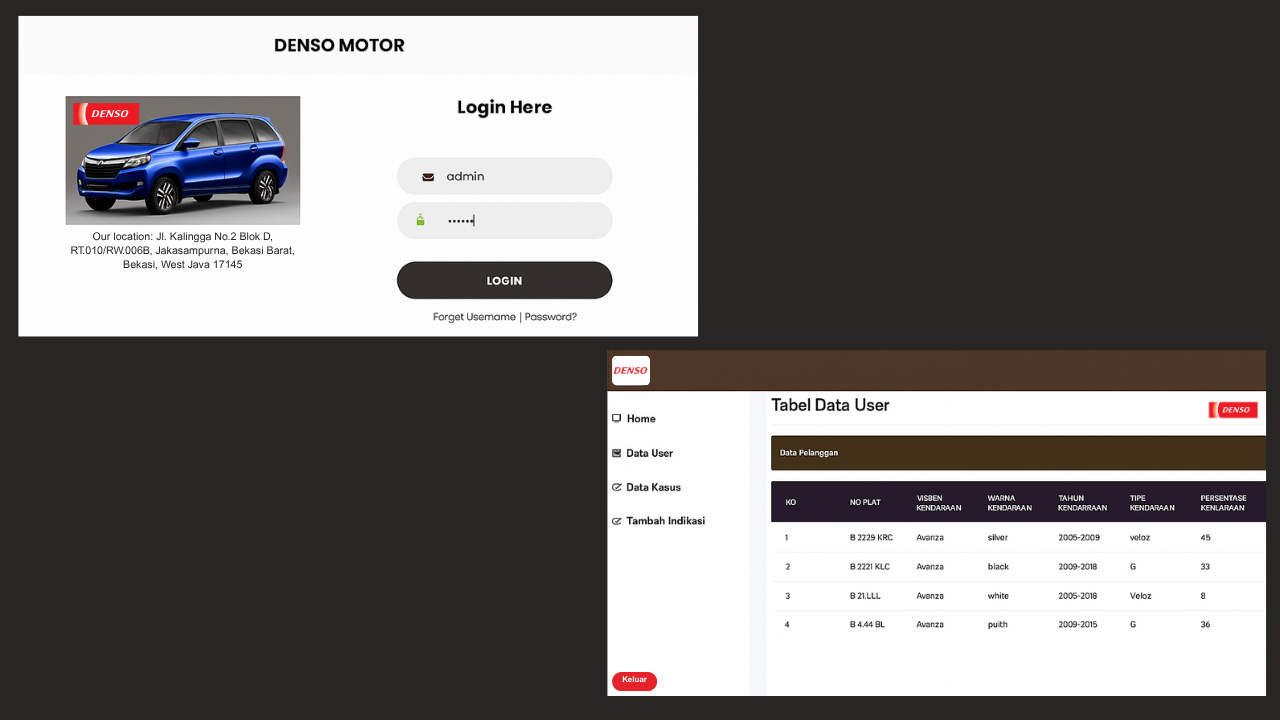 DENSO MOTOR
DENSO
Our location: Jl. Kalingga No.2 Blok D,
RT.010/RW.006B, Jakasampurna, Bekasi Barat,
Bekasi, West Java 17145
Login Here
admin
••••••
LOGIN
Forget Username | Password?
DENSO
Home
Data User
Data Kasus
Tambah Indikasi
Keluar
Tabel Data User
DENSO
Data Pelanggan
KO NO PLAT VISBEN KENDARAAN WARNA KENDARAAN TAHUN KENDARRAAN TIPE KENDARAAN PERSENTASE KENLARAAN
1 B 2229 KRC Avanza silver 2005-2009 veloz 45
2 B 2221 KLC Avanza black 2009-2018 G 33
3 B 21.LLL Avanza white 2005-2018 Veloz 8
4 B 4.44 BL Avanza puith 2009-2015 G 36